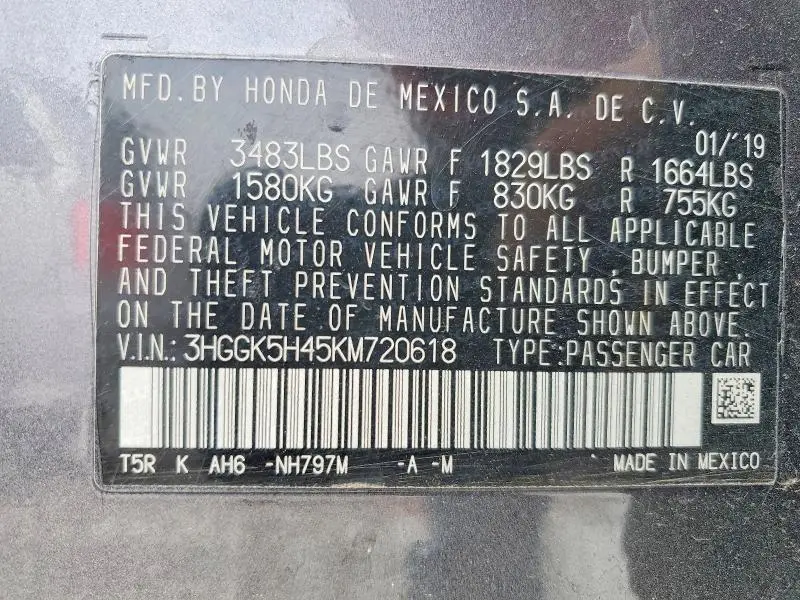 MFD. BY HONDA DE MEXICO S.A. DE C.V.
01/'19
GVWR 3483LBS GAWR F 1829LBS R 1664LBS
GVWR 1580KG GAWR F 830KG R 755KG
THIS VEHICLE CONFORMS TO ALL APPLICABLE
FEDERAL MOTOR VEHICLE SAFETY , BUMPER ,
AND THEFT PREVENTION STANDARDS IN EFFECT
ON THE DATE OF MANUFACTURE SHOWN ABOVE.
V.I.N.: 3HGGK5H45KM720618 TYPE:PASSENGER CAR
T5R K AH6 -NH797M -A -M MADE IN MEXICO